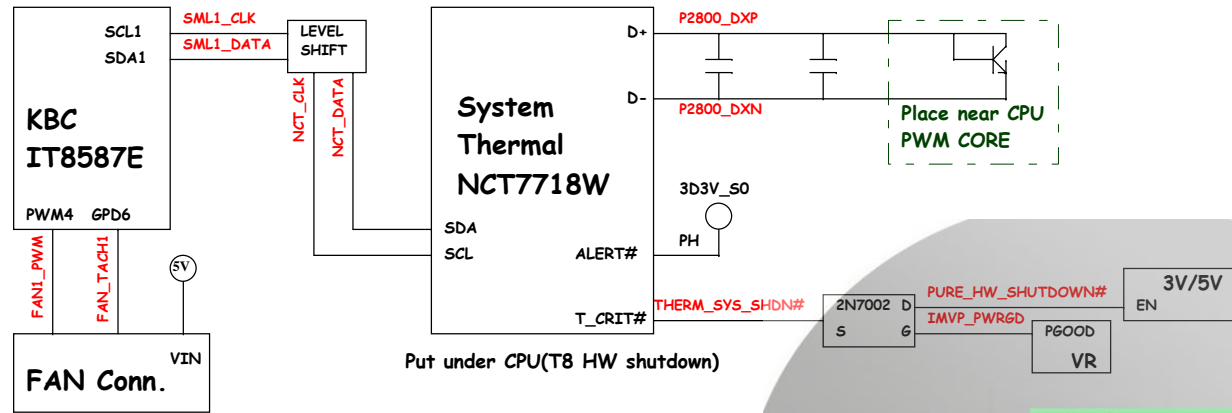 SML1_CLK
SML1_DATA
SCL1
SDA1
KBC
IT8587E
PWM4 GPD6
LEVEL
SHIFT
NCT_CLK
NCT_DATA
FAN1_PWM
FAN_TACH1
5V
VIN
FAN Conn.
System
Thermal
NCT7718W
D+
D-
SDA
SCL
ALERT#
T_CRIT#
P2800_DXP
P2800_DXN
Place near CPU
PWM CORE
3D3V_S0
PH
THERM_SYS_SHDN#
2N7002 D
S G
PURE_HW_SHUTDOWN#
IMVP_PWRGD
3V/5V
EN
PGOOD
VR
Put under CPU(T8 HW shutdown)